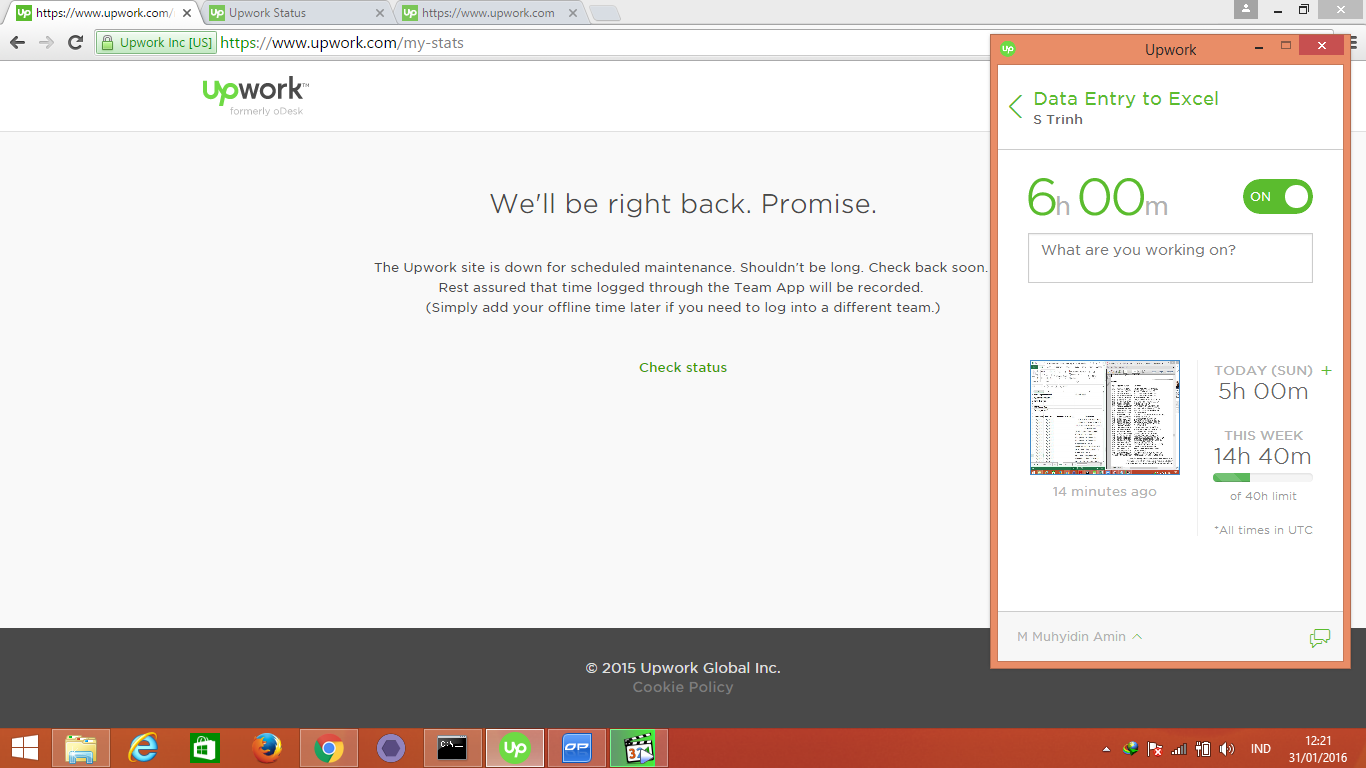 https://www.upwork.com/
Upwork Status
https://www.upwork.com
Upwork Inc [US]
https://www.upwork.com/my-stats
upwork™
formerly oDesk
We'll be right back. Promise.
The Upwork site is down for scheduled maintenance. Shouldn't be long. Check back soon.
Rest assured that time logged through the Team App will be recorded.
(Simply add your offline time later if you need to log into a different team.)
Check status
© 2015 Upwork Global Inc.
Cookie Policy
Up
Upwork
Data Entry to Excel
S Trinh
6h 00m
ON
What are you working on?
14 minutes ago
TODAY (SUN) +
5h 00m
THIS WEEK
14h 40m
of 40h limit
*All times in UTC
M Muhyidin Amin
C:\
Up
OP
IND
12:21
31/01/2016